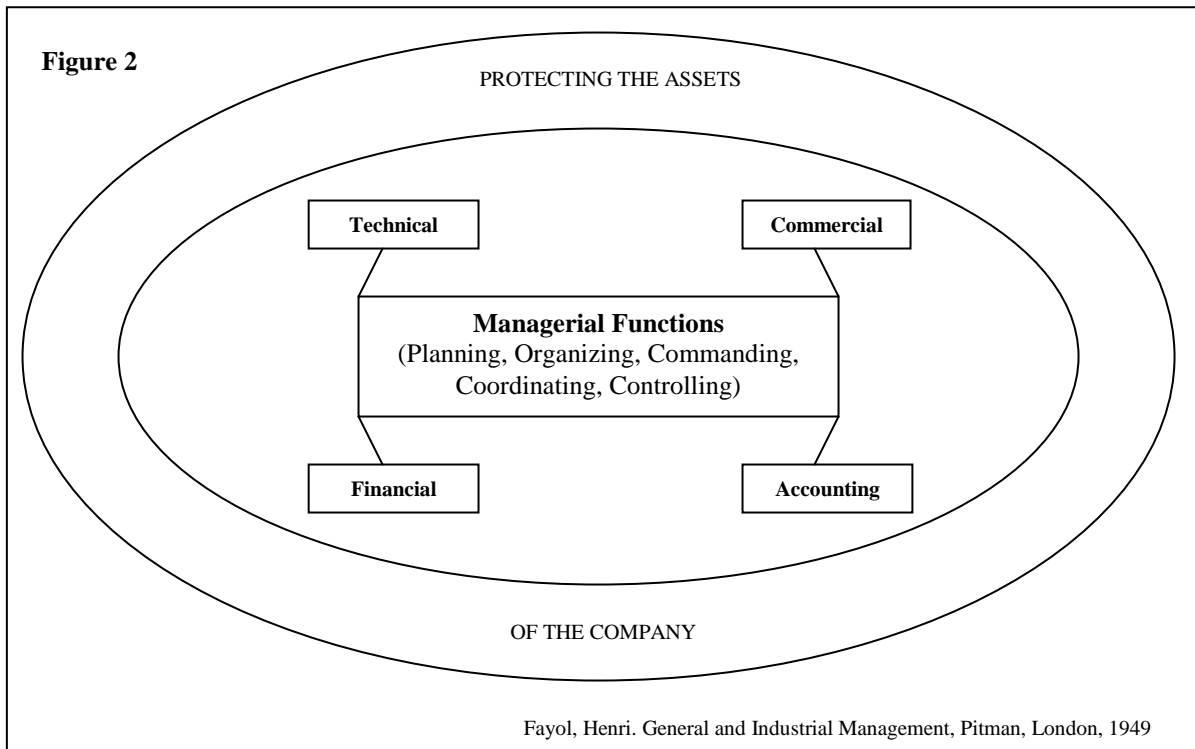 Figure 2
PROTECTING THE ASSETS
Technical
Commercial
Managerial Functions
(Planning, Organizing, Commanding,
Coordinating, Controlling)
Financial
Accounting
OF THE COMPANY
Fayol, Henri. General and Industrial Management, Pitman, London, 1949